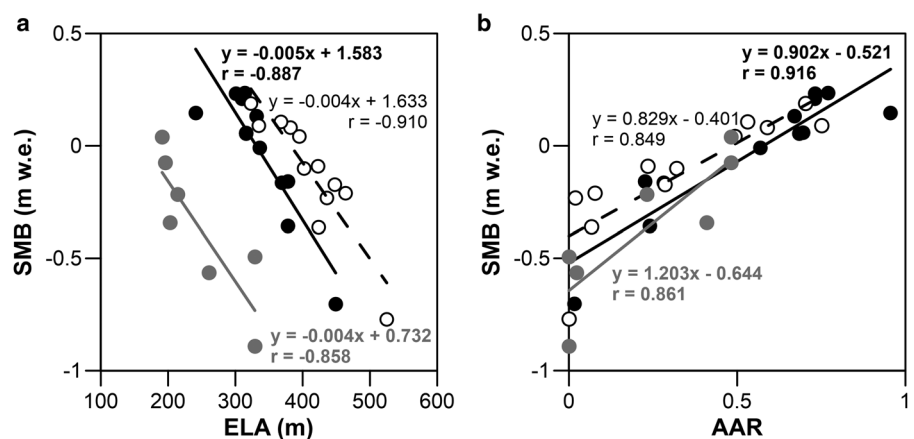 a
0.5
0
-0.5
-1
SMB (m w.e.)
100
200
300
400
500
600
ELA (m)
y = -0.005x + 1.583
r = -0.887
y = -0.004x + 1.633
r = -0.910
y = -0.004x + 0.732
r = -0.858
b
0.5
0
-0.5
-1
SMB (m w.e.)
0
0.5
1
AAR
y = 0.902x - 0.521
r = 0.916
y = 0.829x - 0.401
r = 0.849
y = 1.203x - 0.644
r = 0.861